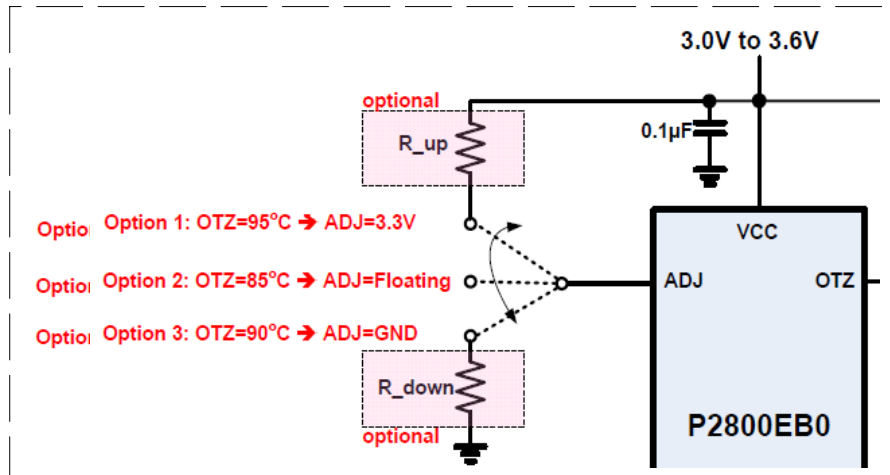 3.0V to 3.6V
optional
R_up
0.1µF
Option 1: OTZ=95°C ➔ ADJ=3.3V
VCC
Option 2: OTZ=85°C ➔ ADJ=Floating
ADJ
OTZ
Option 3: OTZ=90°C ➔ ADJ=GND
R_down
P2800EB0
optional